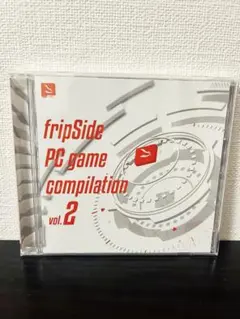 fripSide
PC game
compilation
vol. 2